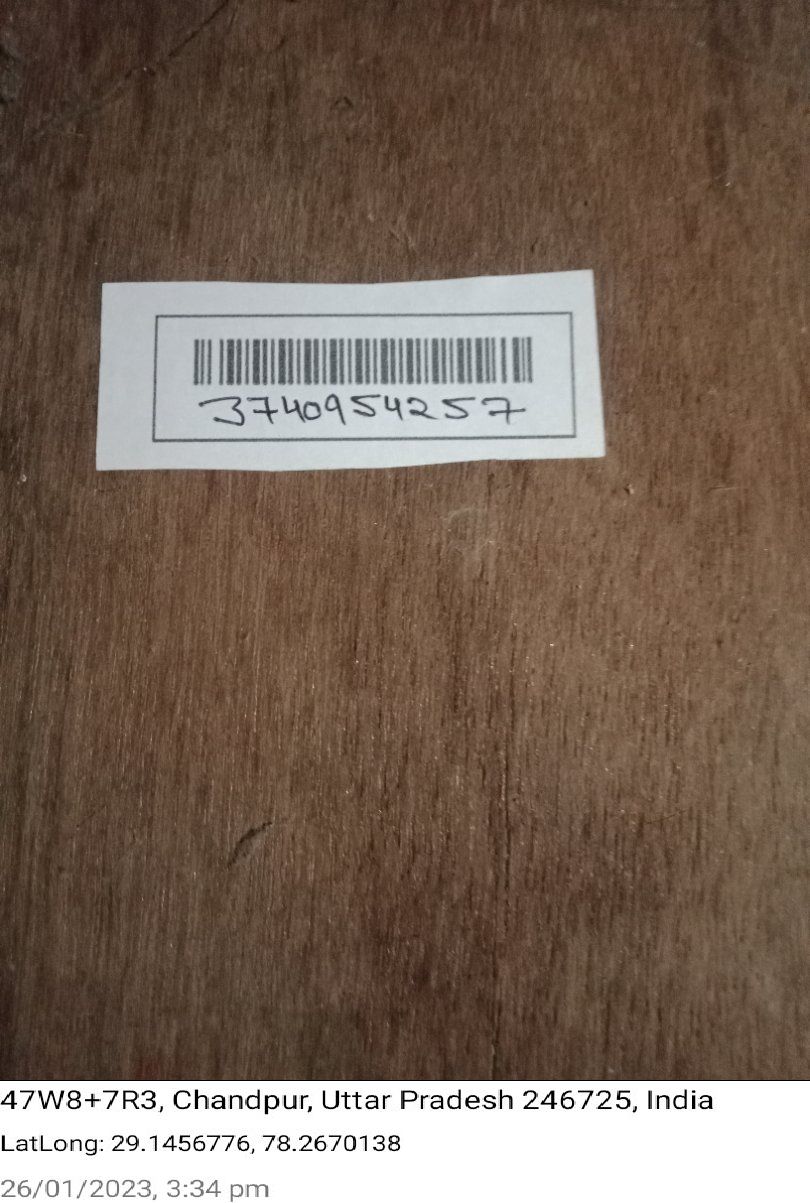 3740954257
47W8+7R3, Chandpur, Uttar Pradesh 246725, India
LatLong: 29.1456776, 78.2670138
26/01/2023, 3:34 pm